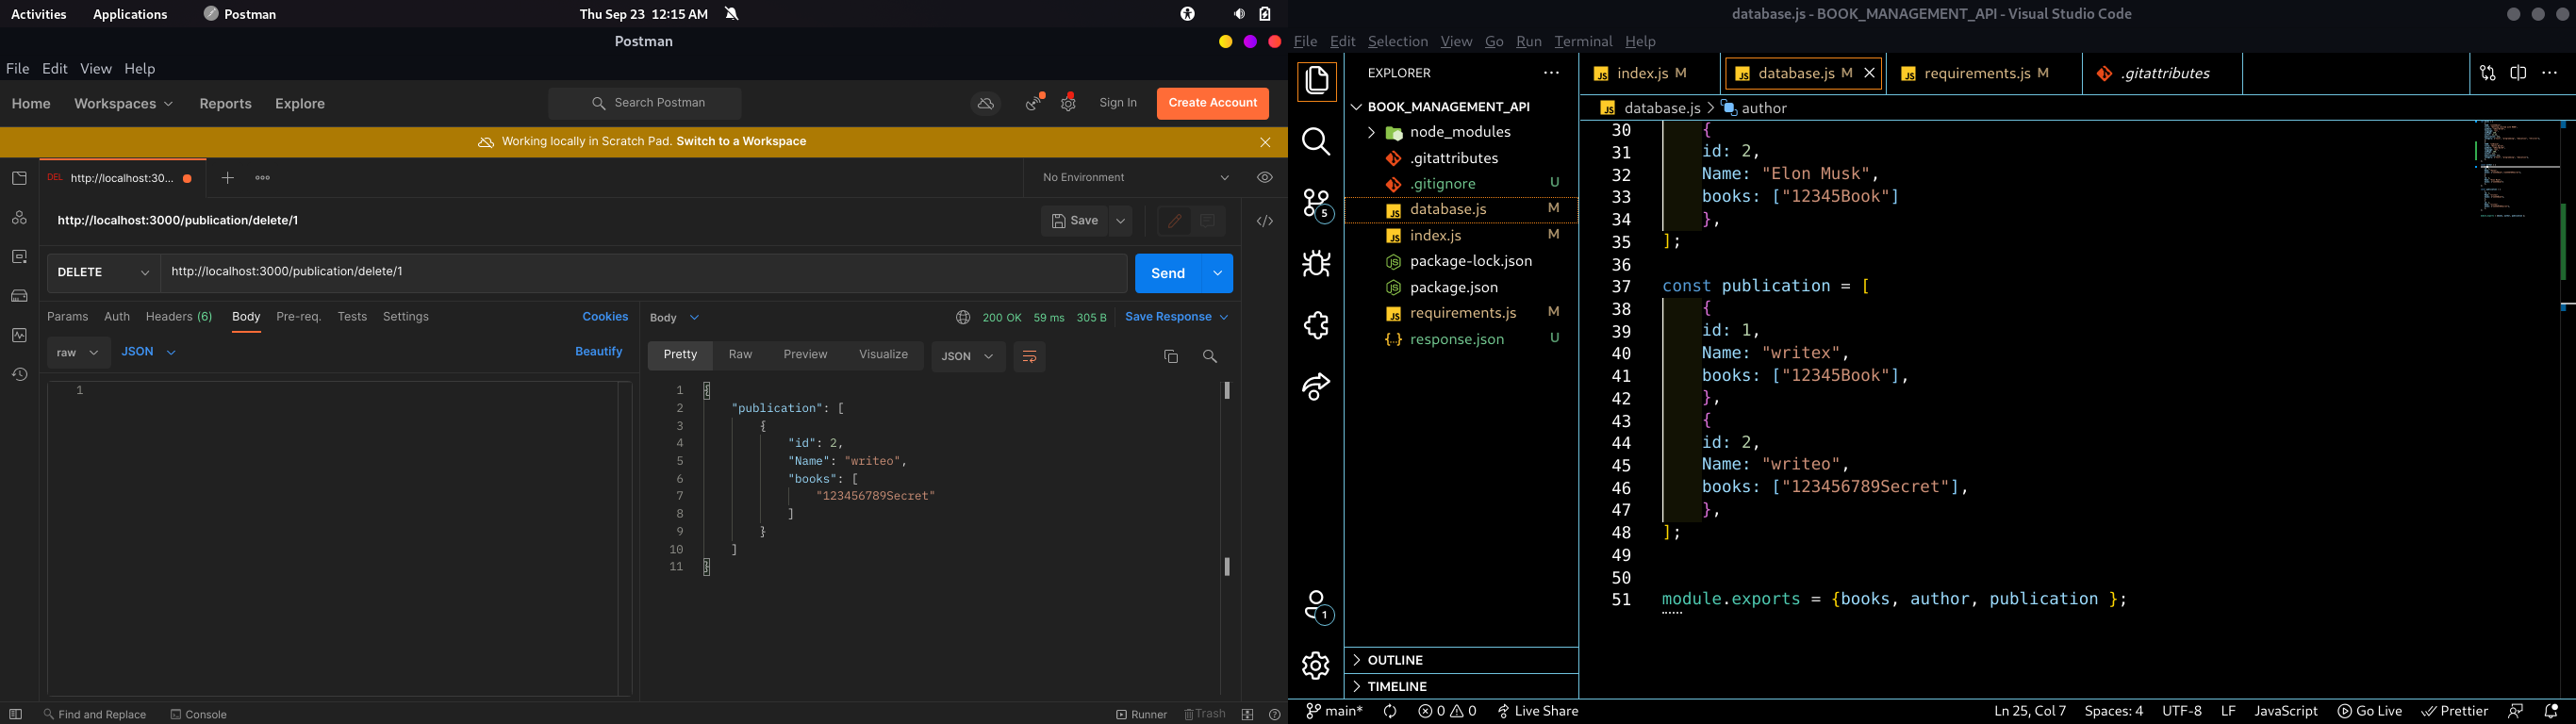 Activities Applications Postman Thu Sep 23 12:15 AM
Postman
File Edit View Help
Home Workspaces Reports Explore Search Postman Sign In Create Account
Working locally in Scratch Pad. Switch to a Workspace
DEL http://localhost:30... No Environment
http://localhost:3000/publication/delete/1 Save
DELETE http://localhost:3000/publication/delete/1 Send
Params Auth Headers (6) Body Pre-req. Tests Settings Cookies
raw JSON Beautify
1
Body 200 OK 59 ms 305 B Save Response
Pretty Raw Preview Visualize JSON
1 {
2 "publication": [
3 {
4 "id": 2,
5 "Name": "writeo",
6 "books": [
7 "123456789Secret"
8 ]
9 }
10 ]
11 }
Find and Replace Console Runner Trash
database.js - BOOK_MANAGEMENT_API - Visual Studio Code
File Edit Selection View Go Run Terminal Help
EXPLORER
BOOK_MANAGEMENT_API
node_modules
.gitattributes
.gitignore U
database.js M
index.js M
package-lock.json
package.json
requirements.js M
response.json U
OUTLINE
TIMELINE
5
1
index.js M database.js M requirements.js M .gitattributes
database.js > author
30 {
31 id: 2,
32 Name: "Elon Musk",
33 books: ["12345Book"]
34 },
35 ];
36
37 const publication = [
38 {
39 id: 1,
40 Name: "writex",
41 books: ["12345Book"],
42 },
43 {
44 id: 2,
45 Name: "writeo",
46 books: ["123456789Secret"],
47 },
48 ];
49
50
51 module.exports = {books, author, publication };
main* 0 0 Live Share Ln 25, Col 7 Spaces: 4 UTF-8 LF JavaScript Go Live Prettier